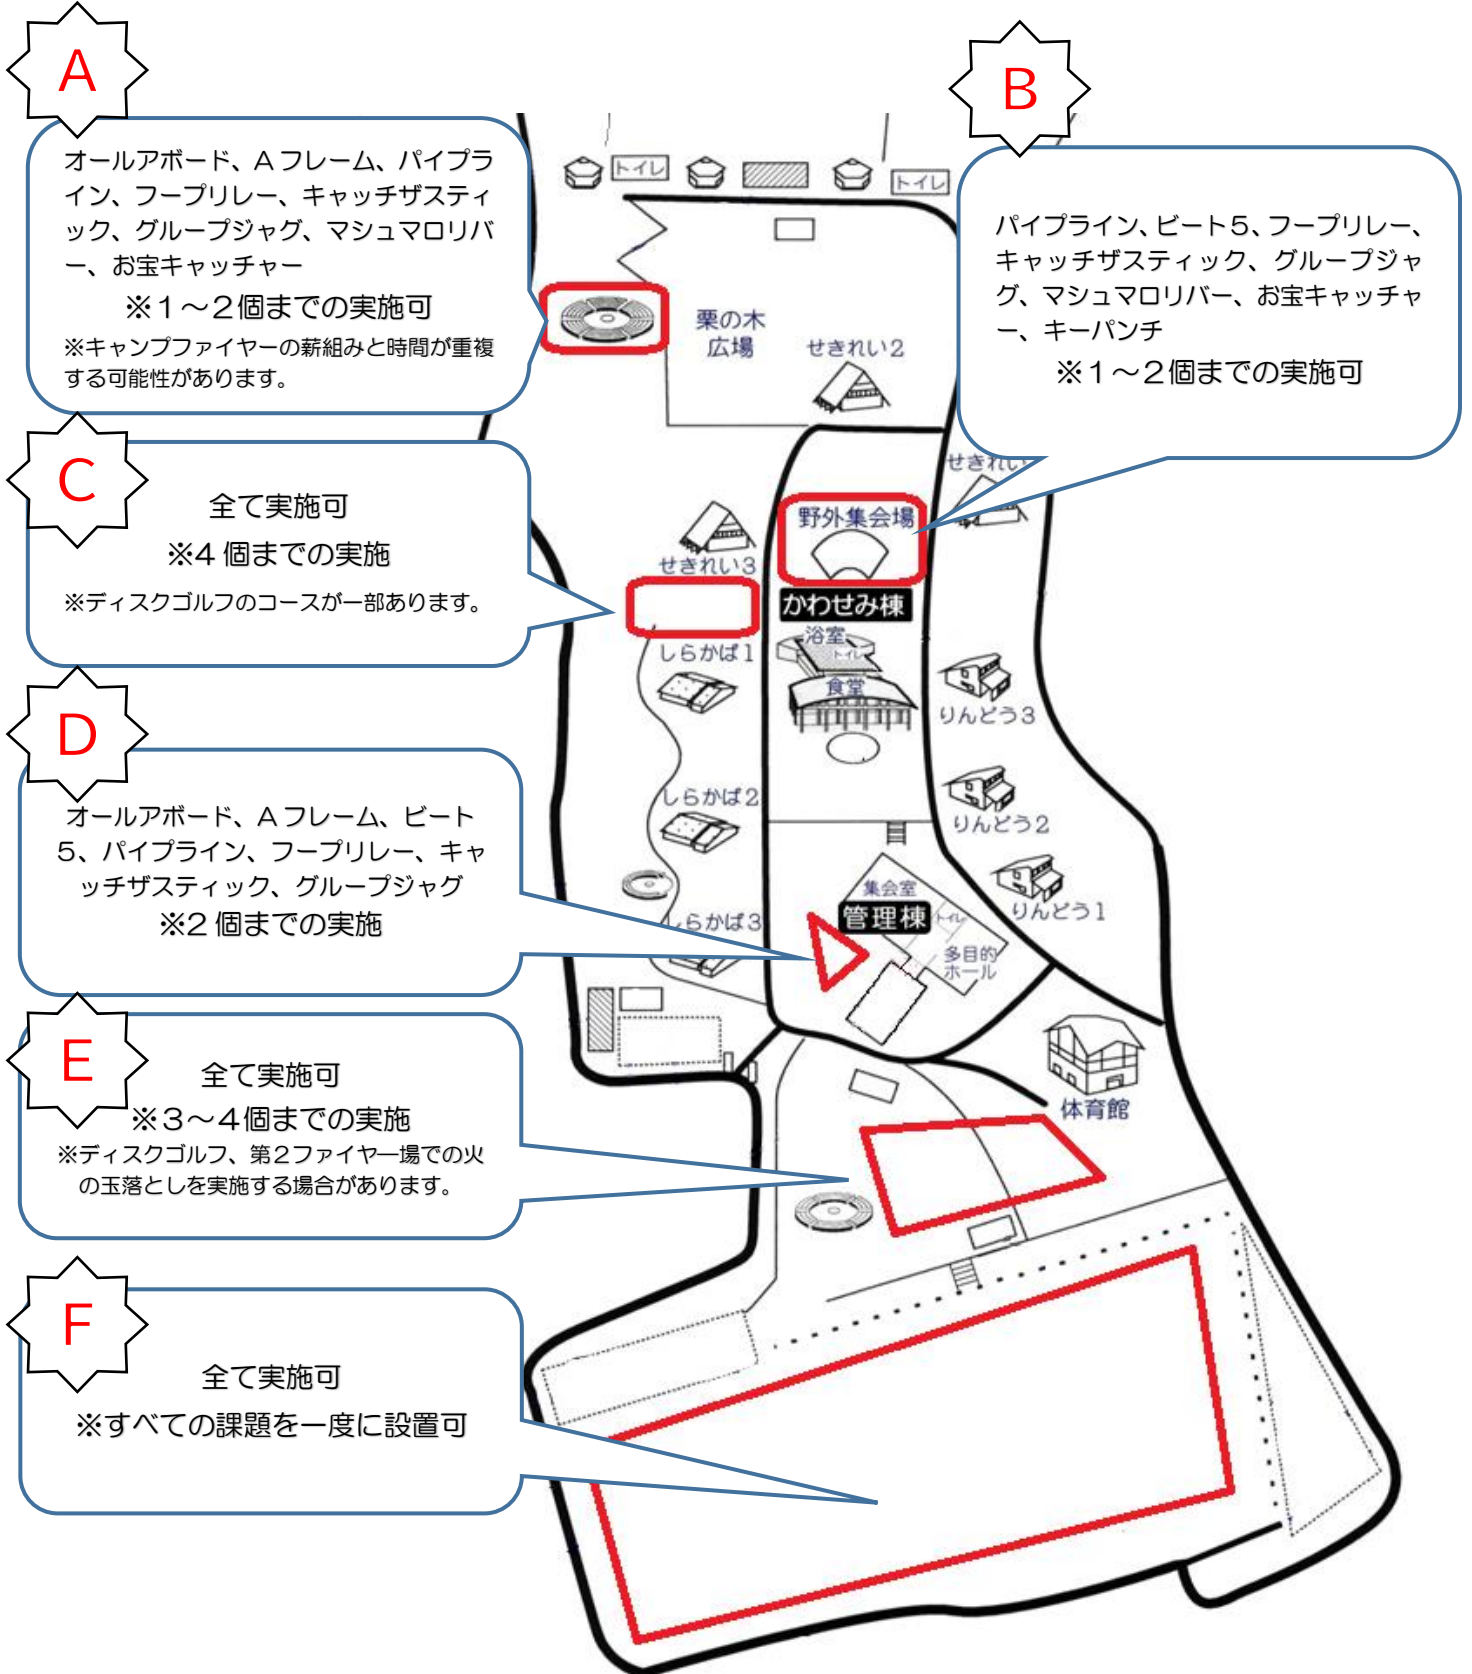 A
オールアボード、Aフレーム、パイプラ
イン、フープリレー、キャッチザスティ
ック、グループジャグ、マシュマロリバ
ー、お宝キャッチャー
※1～2個までの実施可
※キャンプファイヤーの薪組みと時間が重複
する可能性があります。
B
パイプライン、ビート5、フープリレー、
キャッチザスティック、グループジャ
グ、マシュマロリバー、お宝キャッチャ
ー、キーパンチ
※1～2個までの実施可
C
全て実施可
※4個までの実施
※ディスクゴルフのコースが一部あります。
D
オールアボード、Aフレーム、ビート
5、パイプライン、フープリレー、キャ
ッチザスティック、グループジャグ
※2個までの実施
E
全て実施可
※3～4個までの実施
※ディスクゴルフ、第2ファイヤー場での火
の玉落としを実施する場合があります。
F
全て実施可
※すべての課題を一度に設置可
トイレ
トイレ
栗の木
広場
せきれい2
せきれい
野外集会場
せきれい3
かわせみ棟
浴室
トイレ
食堂
しらかば1
りんどう3
しらかば2
りんどう2
集会室
管理棟
トイレ
りんどう1
しらかば3
多目的
ホール
体育館